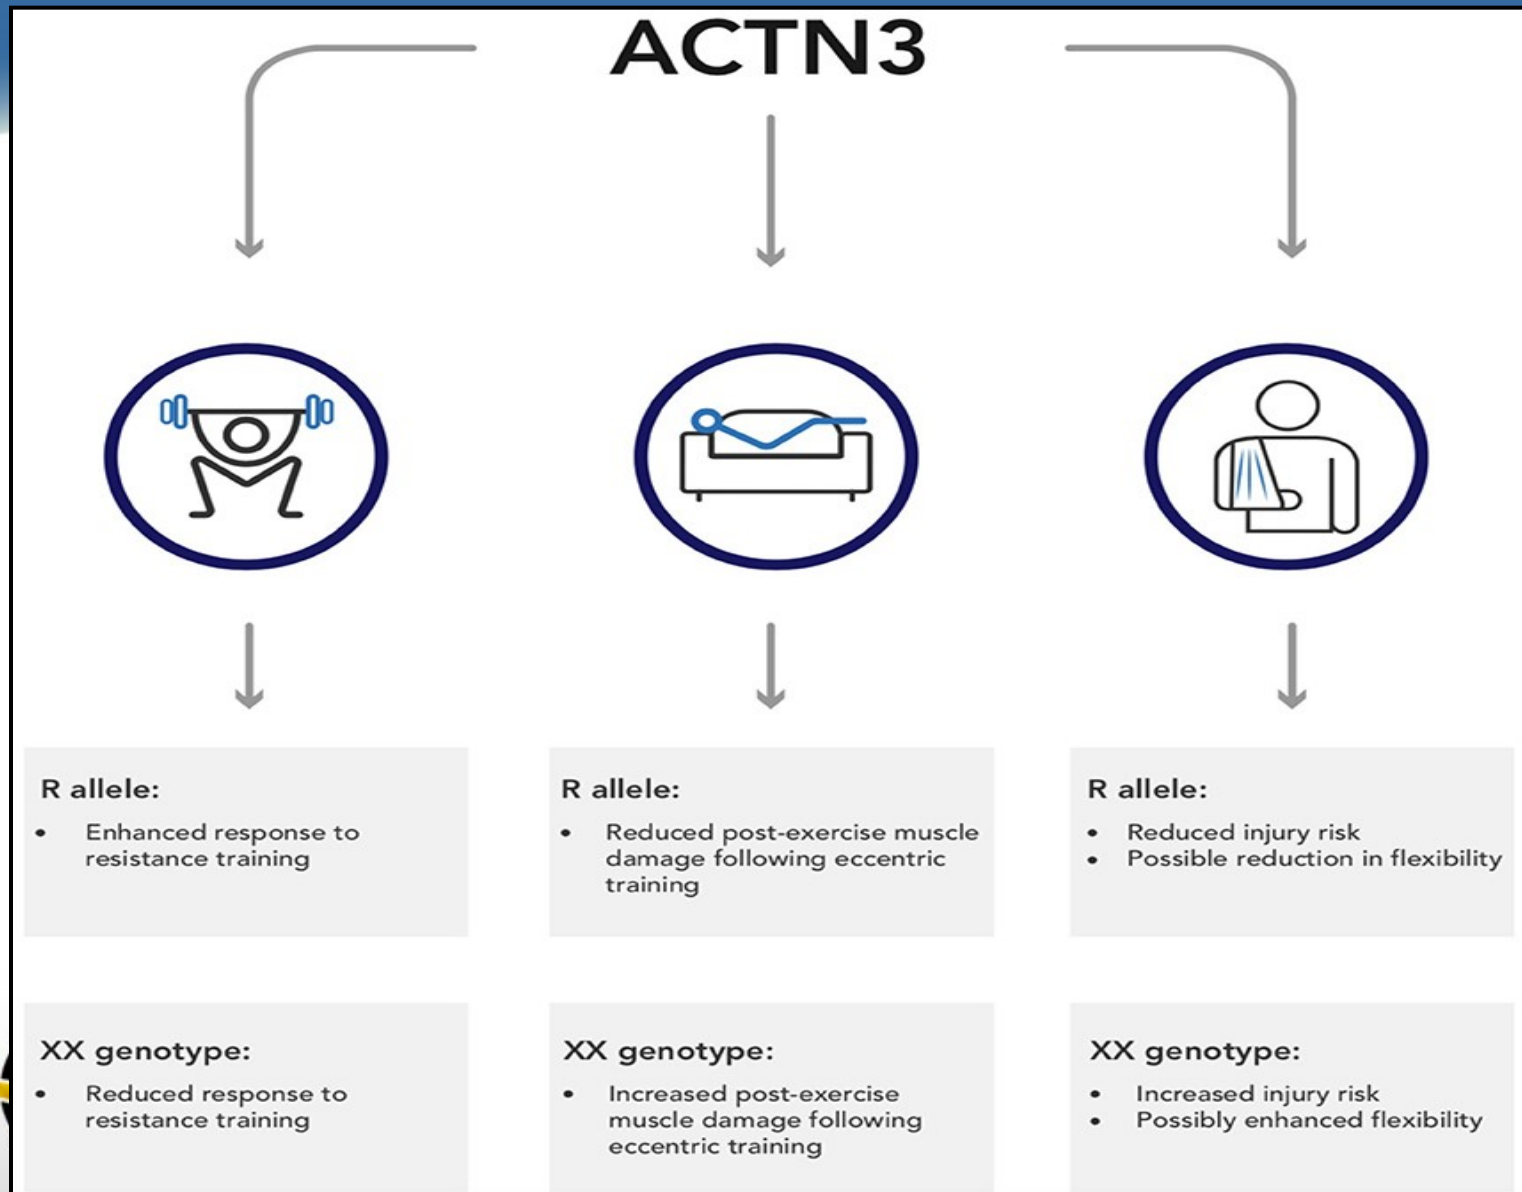 ACTN3
R allele:
• Enhanced response to
resistance training
R allele:
• Reduced post-exercise muscle
damage following eccentric
training
R allele:
• Reduced injury risk
• Possible reduction in flexibility
XX genotype:
• Reduced response to
resistance training
XX genotype:
• Increased post-exercise
muscle damage following
eccentric training
XX genotype:
• Increased injury risk
• Possibly enhanced flexibility